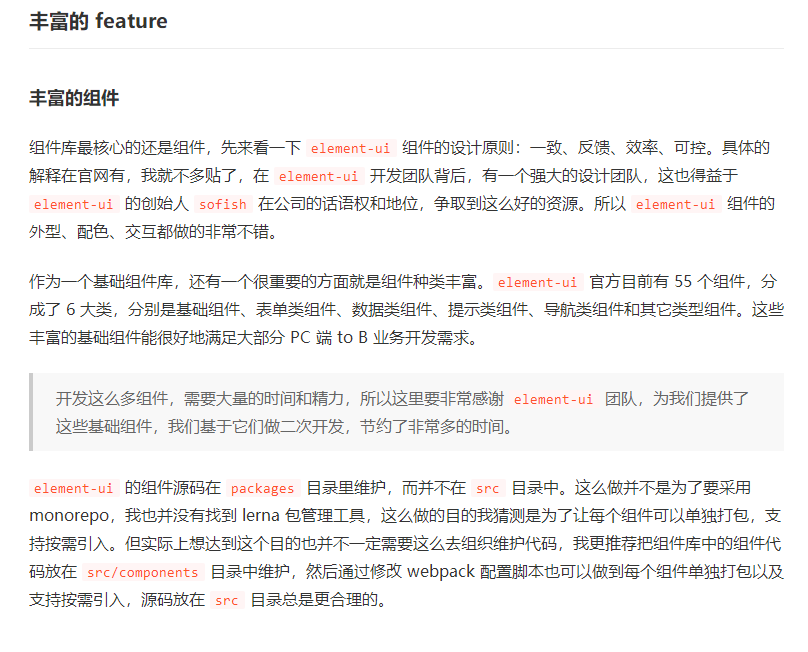 丰富的 feature
丰富的组件
组件库最核心的还是组件，先来看一下 element-ui 组件的设计原则：一致、反馈、效率、可控。具体的
解释在官网有，我就不多贴了，在 element-ui 开发团队背后，有一个强大的设计团队，这也得益于
element-ui 的创始人 sofish 在公司的话语权和地位，争取到这么好的资源。所以 element-ui 组件的
外型、配色、交互都做的非常不错。
作为一个基础组件库，还有一个很重要的方面就是组件种类丰富。element-ui 官方目前有 55 个组件，分
成了 6 大类，分别是基础组件、表单类组件、数据类组件、提示类组件、导航类组件和其它类型组件。这些
丰富的基础组件能很好地满足大部分 PC 端 to B 业务开发需求。
开发这么多组件，需要大量的时间和精力，所以这里要非常感谢 element-ui 团队，为我们提供了
这些基础组件，我们基于它们做二次开发，节约了非常多的时间。
element-ui 的组件源码在 packages 目录里维护，而并不在 src 目录中。这么做并不是为了要采用
monorepo，我也并没有找到 lerna 包管理工具，这么做的目的我猜测是为了让每个组件可以单独打包，支
持按需引入。但实际上想达到这个目的也并不一定需要这么去组织维护代码，我更推荐把组件库中的组件代
码放在 src/components 目录中维护，然后通过修改 webpack 配置脚本也可以做到每个组件单独打包以及
支持按需引入，源码放在 src 目录总是更合理的。